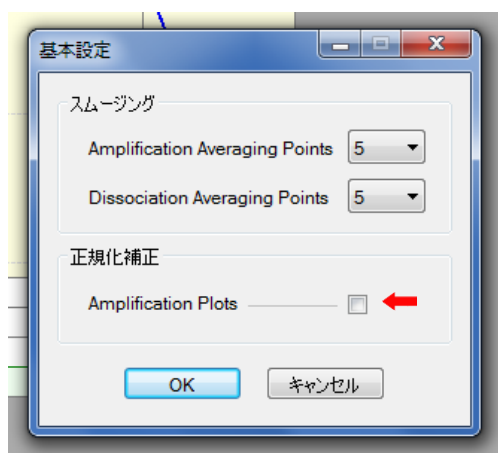 基本設定
スムージング
Amplification Averaging Points 5
Dissociation Averaging Points 5
正規化補正
Amplification Plots
OK キャンセル